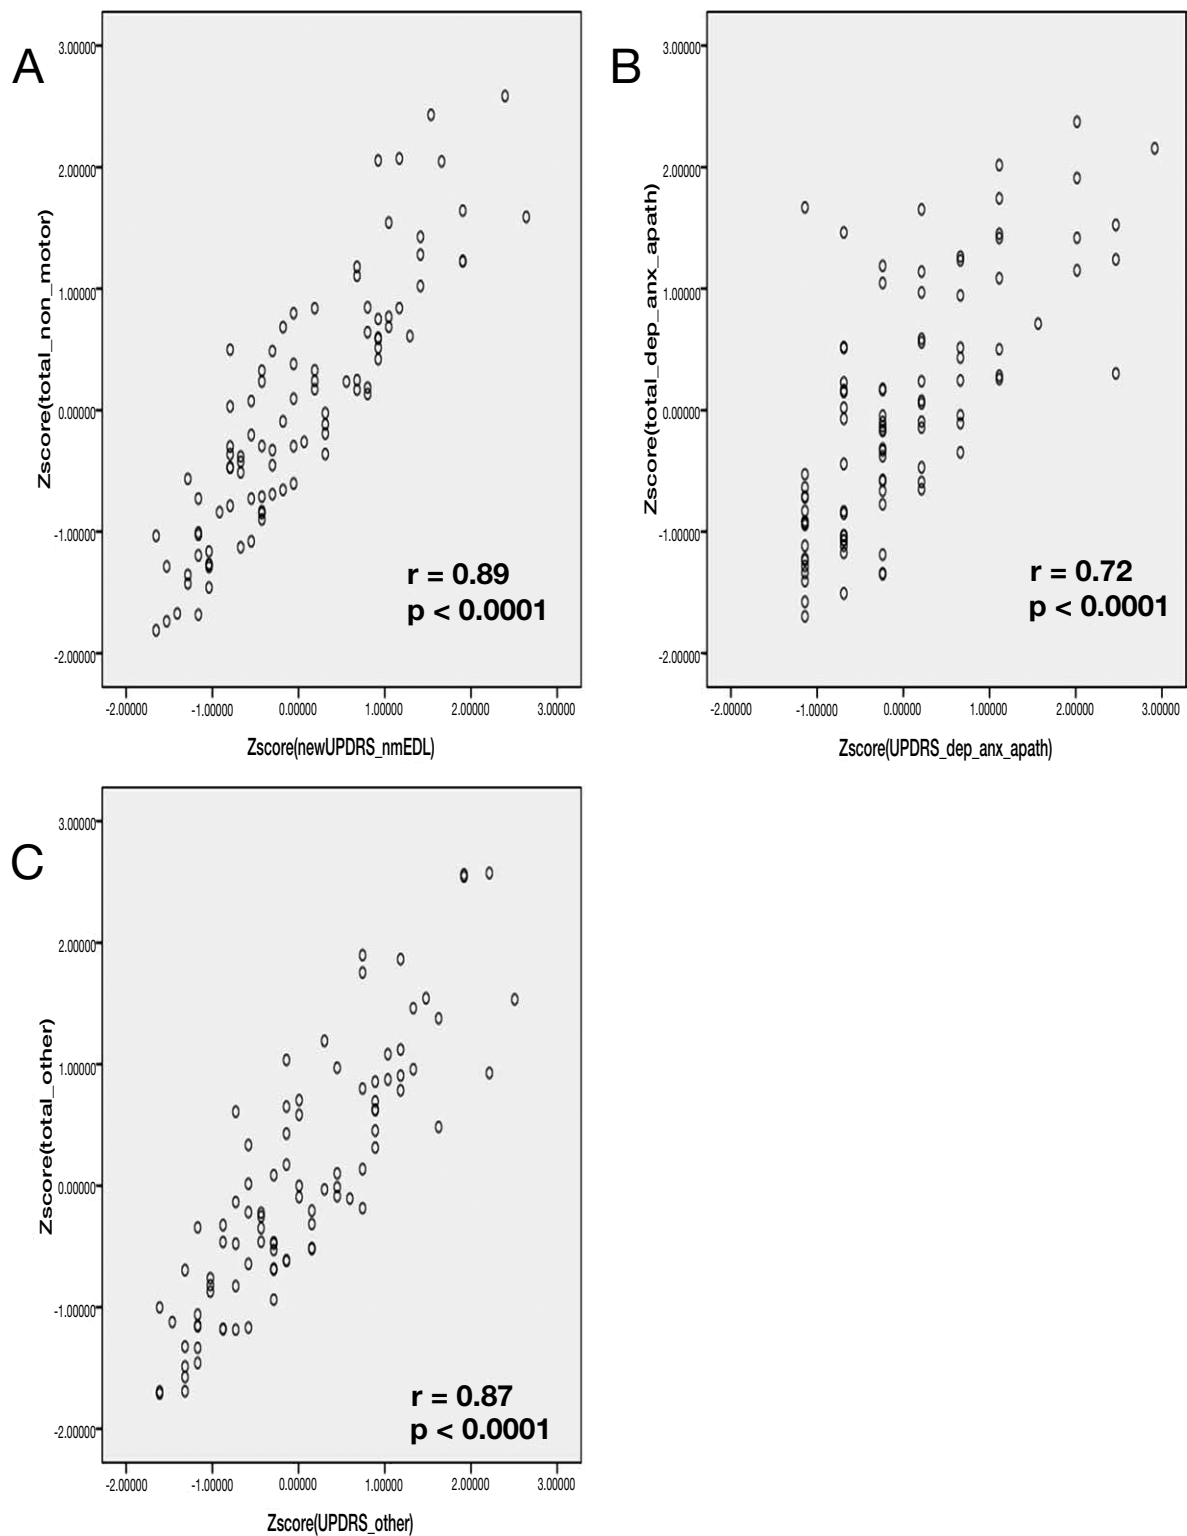 A
3.00000
2.00000
1.00000
0.00000
-1.00000
-2.00000
Zscore(total_non_motor)
r = 0.89
p < 0.0001
-2.00000 -1.00000 0.00000 1.00000 2.00000 3.00000
Zscore(newUPDRS_nmEDL)
B
3.00000
2.00000
1.00000
0.00000
-1.00000
-2.00000
Zscore(total_dep_anx_apath)
r = 0.72
p < 0.0001
-2.00000 -1.00000 0.00000 1.00000 2.00000 3.00000
Zscore(UPDRS_dep_anx_apath)
C
3.00000
2.00000
1.00000
0.00000
-1.00000
-2.00000
Zscore(total_other)
r = 0.87
p < 0.0001
-2.00000 -1.00000 0.00000 1.00000 2.00000 3.00000
Zscore(UPDRS_other)